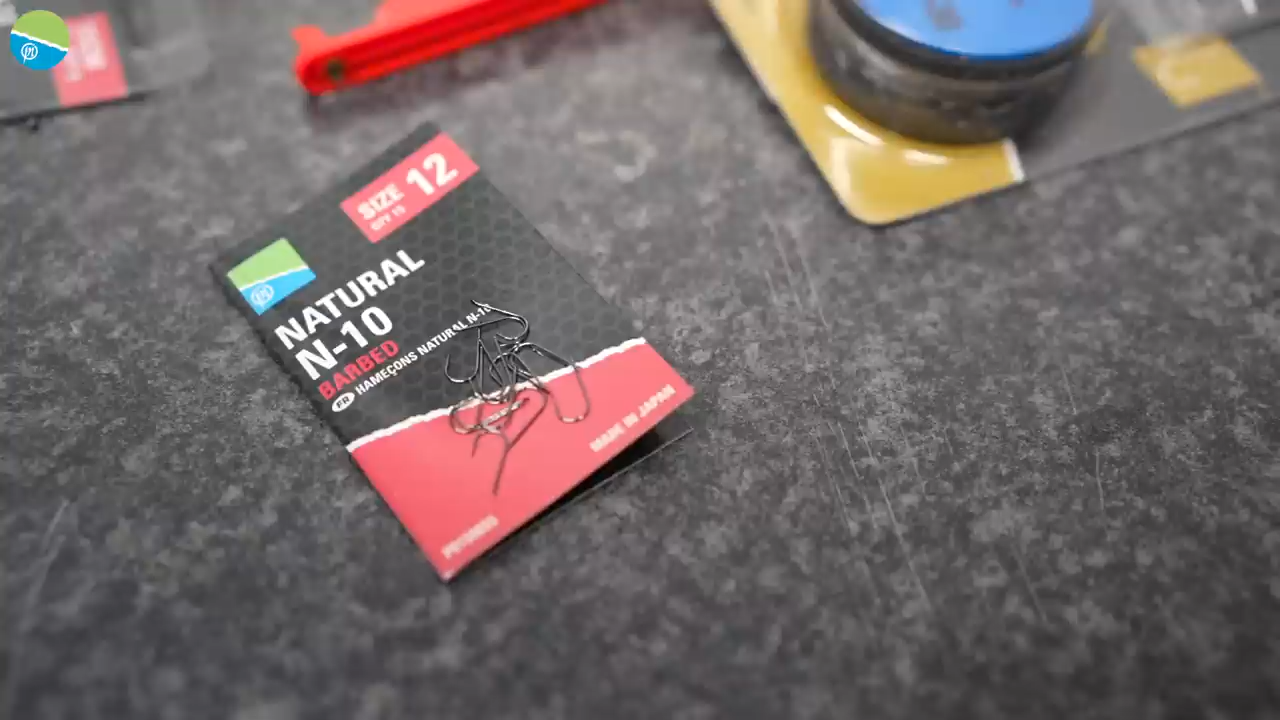 SIZE 12
QTY 15
NATURAL
N-10
BARBED
FR HAMEÇONS NATURAL N-10
MADE IN JAPAN